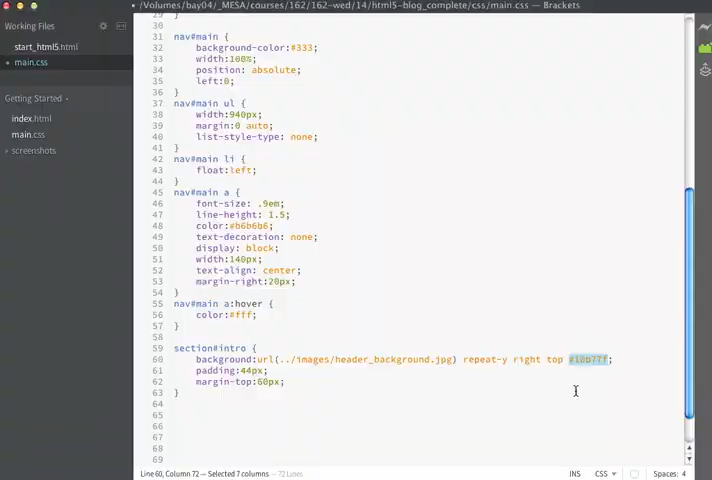 /Volumes/bay04/_MESA/courses/162/162-wed/14/html5-blog_complete/css/main.css — Brackets
Working Files
start_html5.html
main.css
Getting Started
index.html
main.css
screenshots
29 }
30
31 nav#main {
32 background-color:#333;
33 width:100%;
34 position: absolute;
35 left:0;
36 }
37 nav#main ul {
38 width:940px;
39 margin:0 auto;
40 list-style-type: none;
41 }
42 nav#main li {
43 float:left;
44 }
45 nav#main a {
46 font-size: .9em;
47 line-height: 1.5;
48 color:#b6b6b6;
49 text-decoration: none;
50 display: block;
51 width:140px;
52 text-align: center;
53 margin-right:20px;
54 }
55 nav#main a:hover {
56 color:#fff;
57 }
58
59 section#intro {
60 background:url(../images/header_background.jpg) repeat-y right top #10b77f;
61 padding:44px;
62 margin-top:60px;
63 }
64
65
66
67
68
69
Line 60, Column 72 — Selected 7 columns — 72 Lines
INS
CSS
Spaces: 4